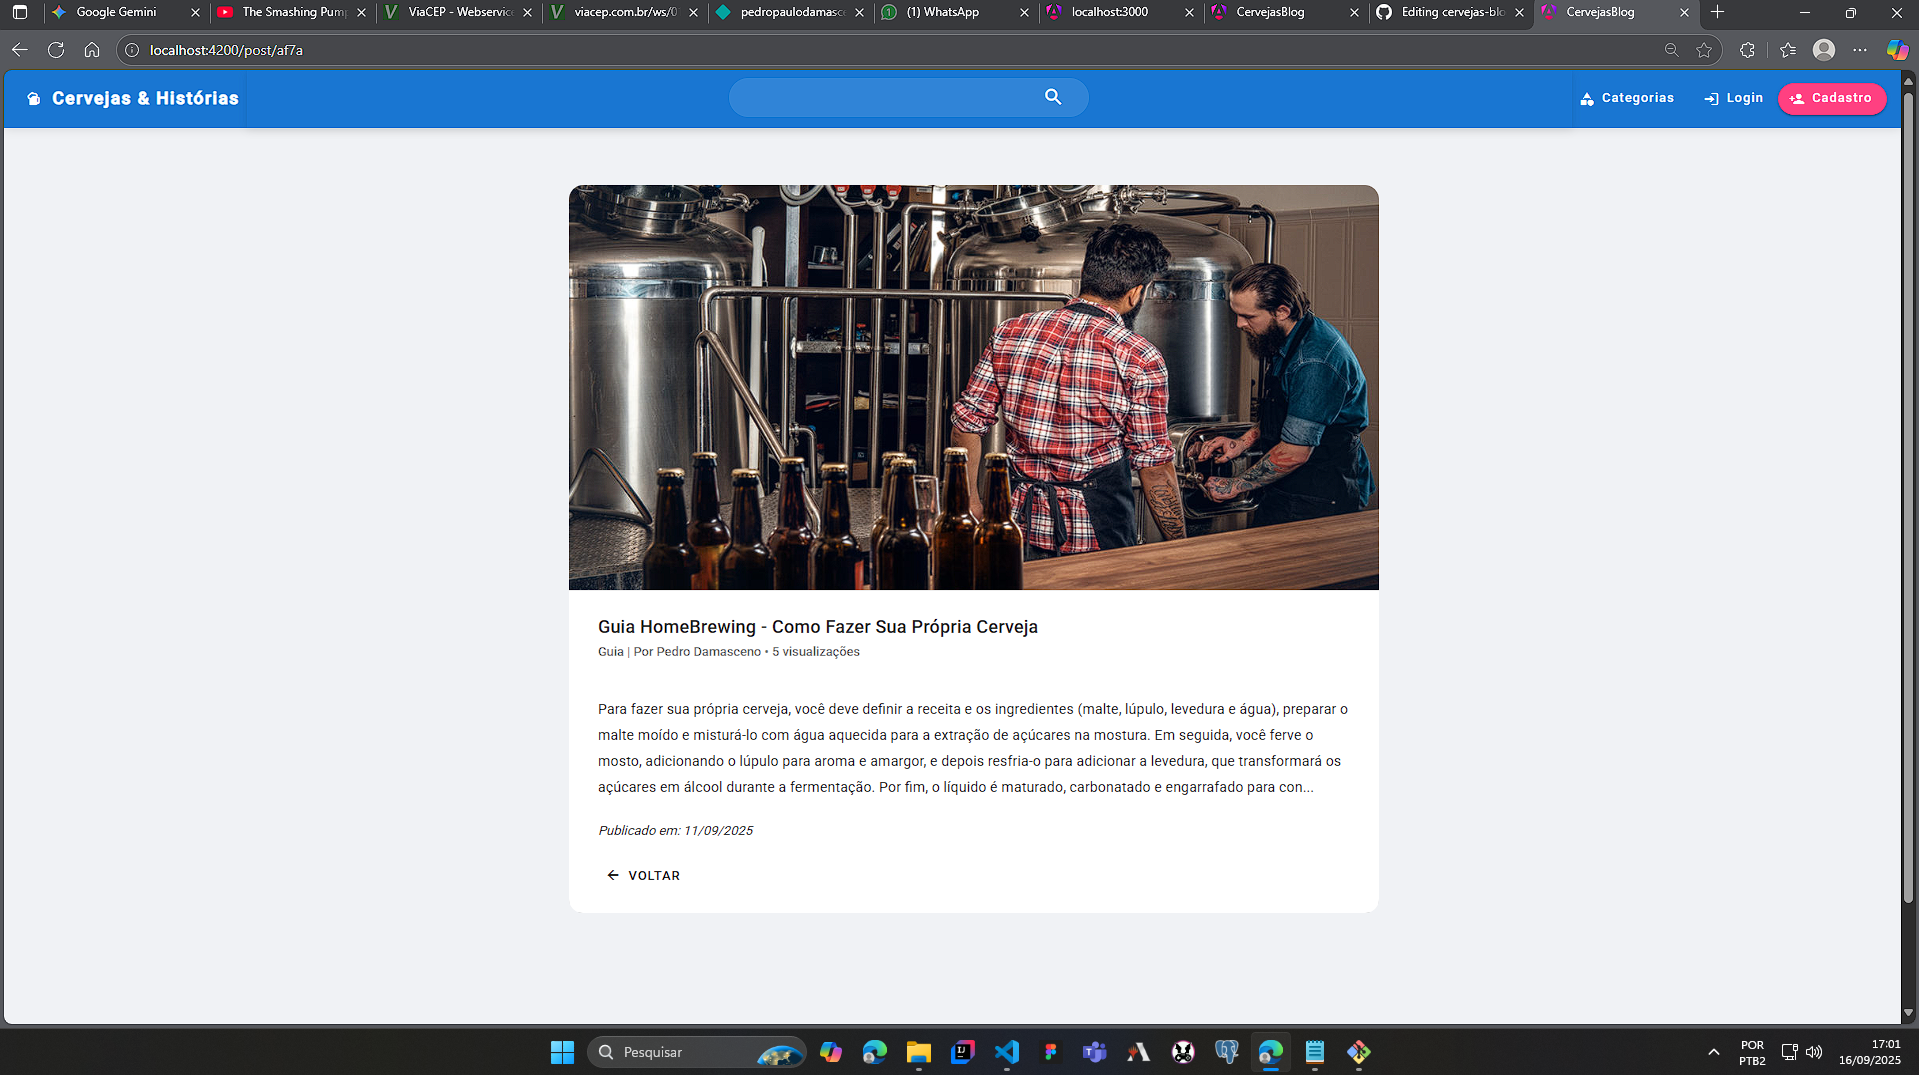 Google Gemini
The Smashing Pump
ViaCEP - Webservice
viacep.com.br/ws/0
pedropaulodamasce
(1) WhatsApp
localhost:3000
CervejasBlog
Editing cervejas-blo
CervejasBlog
localhost:4200/post/af7a
Cervejas & Histórias
Categorias
Login
Cadastro
Guia HomeBrewing - Como Fazer Sua Própria Cerveja
Guia | Por Pedro Damasceno • 5 visualizações
Para fazer sua própria cerveja, você deve definir a receita e os ingredientes (malte, lúpulo, levedura e água), preparar o
malte moído e misturá-lo com água aquecida para a extração de açúcares na mostura. Em seguida, você ferve o
mosto, adicionando o lúpulo para aroma e amargor, e depois resfria-o para adicionar a levedura, que transformará os
açúcares em álcool durante a fermentação. Por fim, o líquido é maturado, carbonatado e engarrafado para con...
Publicado em: 11/09/2025
VOLTAR
Pesquisar
POR
PTB2
17:01
16/09/2025